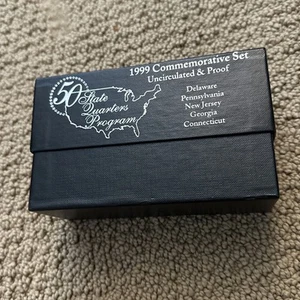 50 State
Quarters
Program
1999 Commemorative Set
Uncirculated & Proof
Delaware
Pennsylvania
New Jersey
Georgia
Connecticut